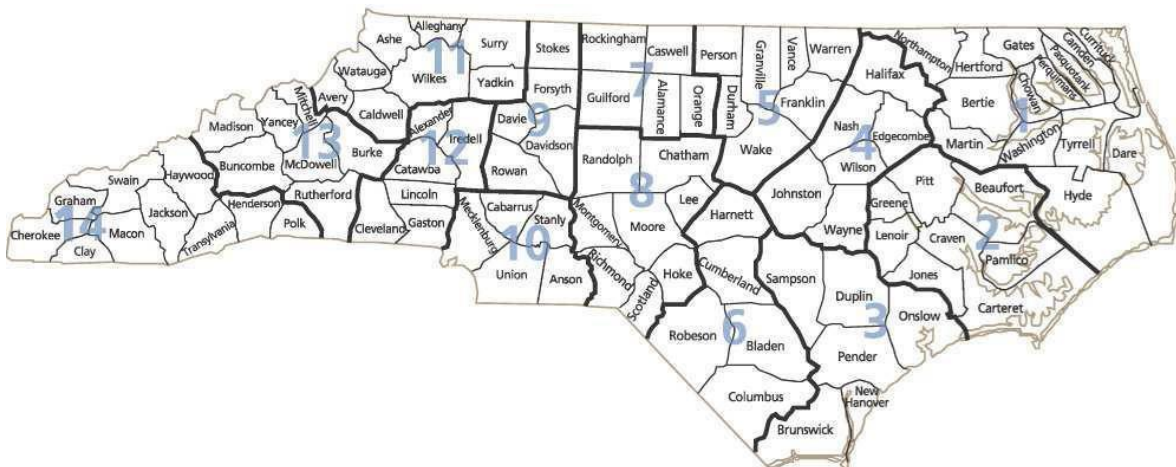 Alleghany
Ashe
Surry
Stokes
Rockingham
Caswell
Person
Granville
Vance
Warren
Northampton
Gates
Hertford
Currituck
Camden
Pasquotank
Perquimans
Chowan
11
Watauga
Wilkes
Yadkin
Forsyth
7
Guilford
Alamance
Orange
Durham
5
Franklin
Halifax
Bertie
1
Mitchell
Avery
Caldwell
Alexander
Iredell
Davie
9
Davidson
Nash
Edgecombe
4
Martin
Washington
Tyrrell
Dare
Madison
Yancey
13
McDowell
Burke
12
Catawba
Rowan
Randolph
Chatham
Wake
Wilson
Buncombe
Haywood
Swain
Rutherford
Lincoln
8
Johnston
Pitt
Beaufort
Hyde
Graham
14
Cherokee
Clay
Macon
Jackson
Transylvania
Henderson
Polk
Cleveland
Gaston
Mecklenburg
Cabarrus
Stanly
10
Union
Anson
Montgomery
Moore
Lee
Harnett
Wayne
Greene
Lenoir
Craven
2
Pamlico
Jones
Carteret
Richmond
Scotland
Hoke
Cumberland
Sampson
Duplin
Onslow
3
Robeson
6
Bladen
Pender
Columbus
New
Hanover
Brunswick